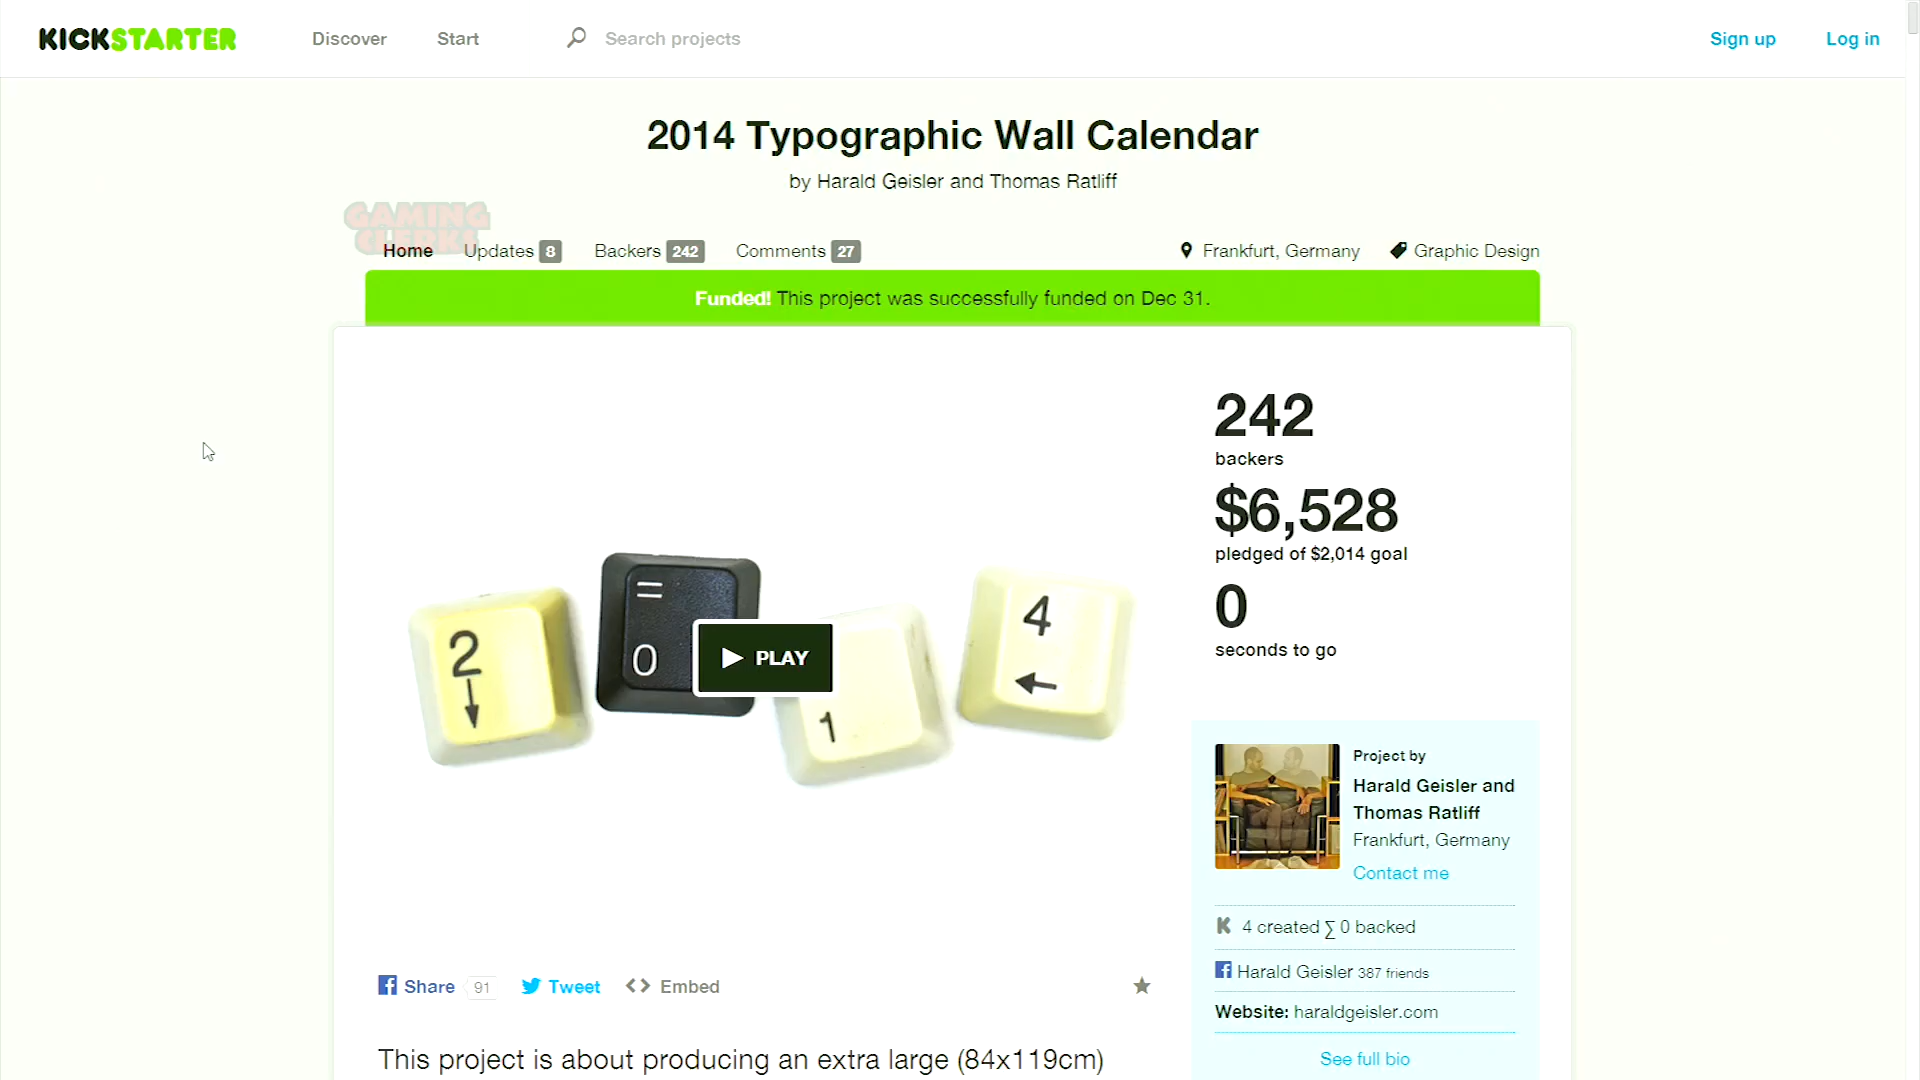 KICKSTARTER
Discover
Start
Search projects
Sign up
Log in
2014 Typographic Wall Calendar
by Harald Geisler and Thomas Ratliff
GAMING
CLERKS
Home
Updates 8
Backers 242
Comments 27
Frankfurt, Germany
Graphic Design
Funded! This project was successfully funded on Dec 31.
242
backers
$6,528
pledged of $2,014 goal
0
seconds to go
2
=
0
1
4
PLAY
Project by
Harald Geisler and
Thomas Ratliff
Frankfurt, Germany
Contact me
4 created ∑ 0 backed
Harald Geisler 387 friends
Website: haraldgeisler.com
See full bio
Share 91
Tweet
Embed
This project is about producing an extra large (84x119cm)